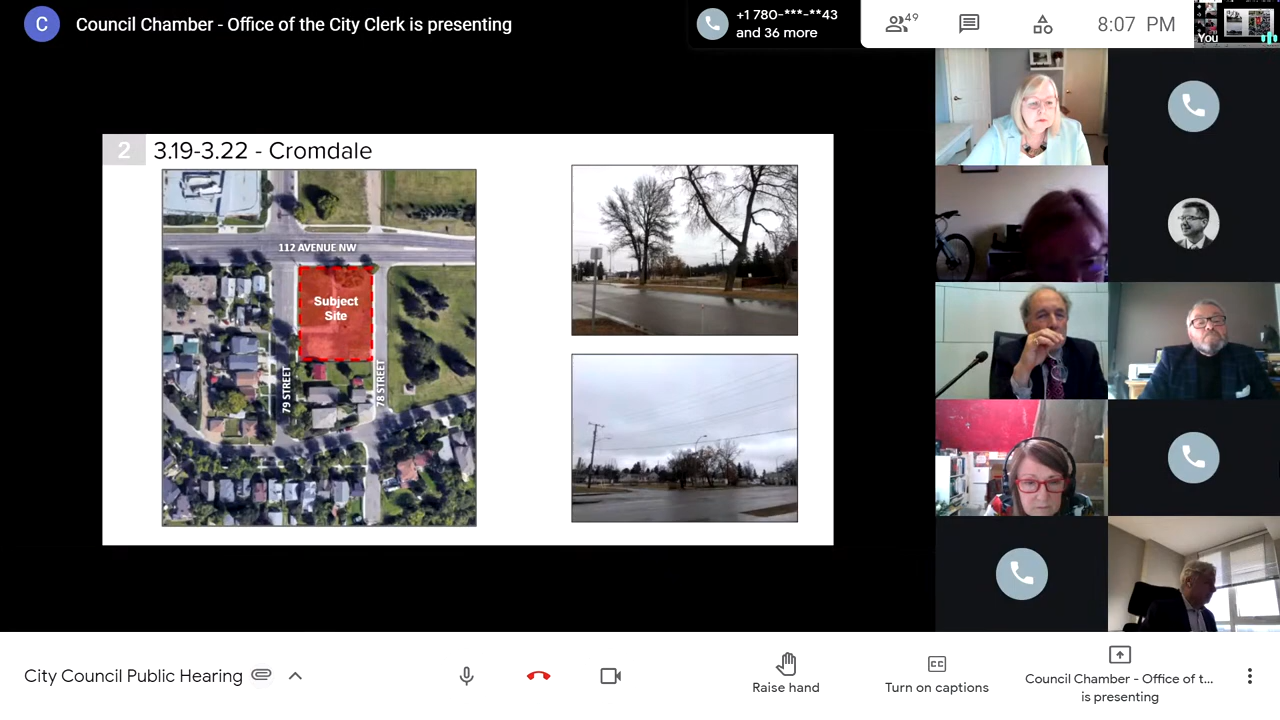 C
Council Chamber - Office of the City Clerk is presenting
+1 780-***-**43
and 36 more
49
8:07 PM
You
2
3.19-3.22 - Cromdale
112 AVENUE NW
Subject
Site
79 STREET
78 STREET
City Council Public Hearing
Raise hand
CC
Turn on captions
Council Chamber - Office of t...
is presenting